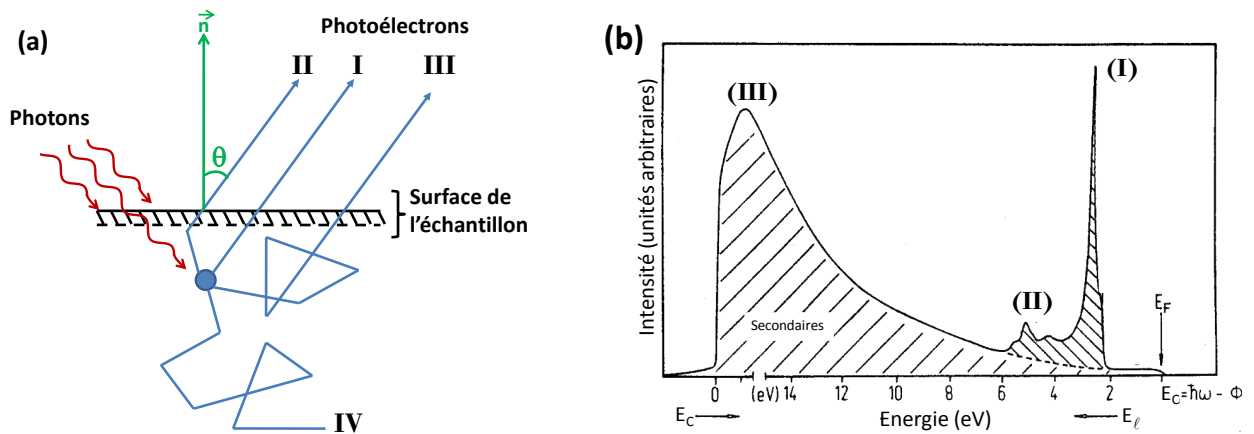 (a)
n
Photoélectrons
II I III
Photons
θ
Surface de
l'échantillon
IV
(b)
Intensité (unités arbitraires)
(III)
(I)
(II)
Secondaires
E_F
0 (eV) 14 12 10 8 6 4 2 E_C=ħω - Φ
E_C Energie (eV) E_ℓ